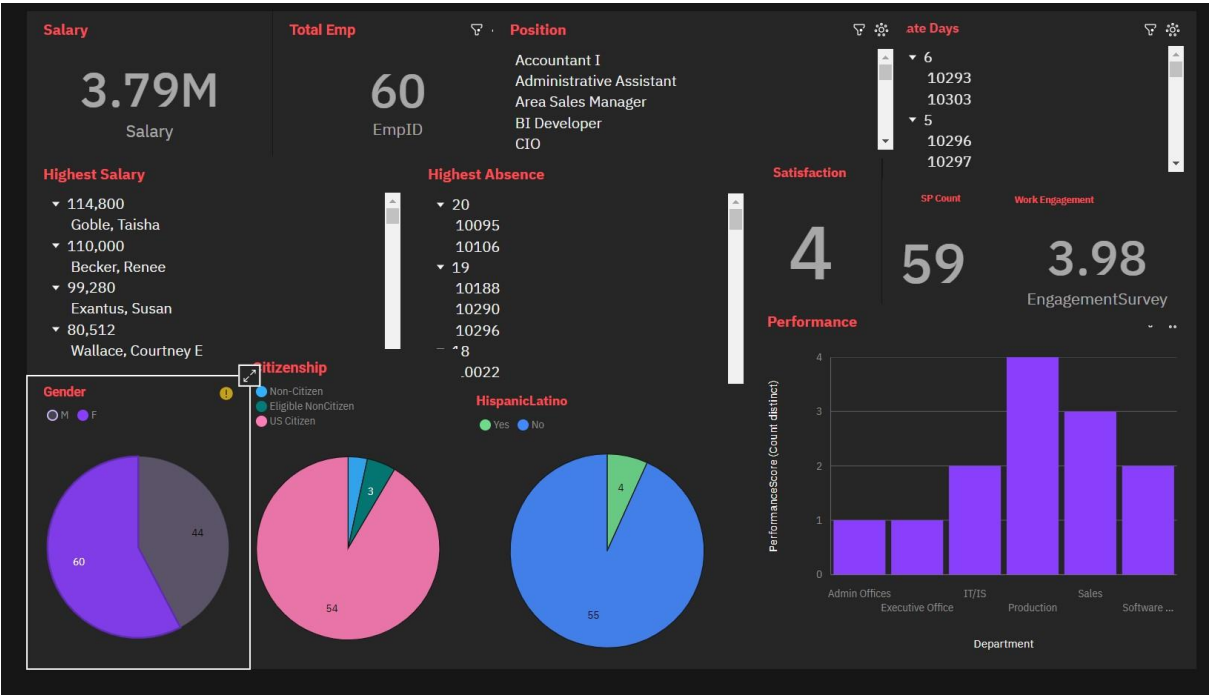 Salary
3.79M
Salary
Total Emp
60
EmpID
Position
Accountant I
Administrative Assistant
Area Sales Manager
BI Developer
CIO
ate Days
6
10293
10303
5
10296
10297
Highest Salary
114,800
Goble, Taisha
110,000
Becker, Renee
99,280
Exantus, Susan
80,512
Wallace, Courtney E
Highest Absence
20
10095
10106
19
10188
10290
10296
0022
Satisfaction
4
SP Count
59
Work Engagement
3.98
EngagementSurvey
Gender
M F
44
60
Citizenship
Non-Citizen
Eligible NonCitizen
US Citizen
3
54
HispanicLatino
Yes No
4
55
Performance
PerformanceScore (Count distinct)
4
3
2
1
0
Admin Offices IT/IS Sales
Executive Office Production Software ...
Department